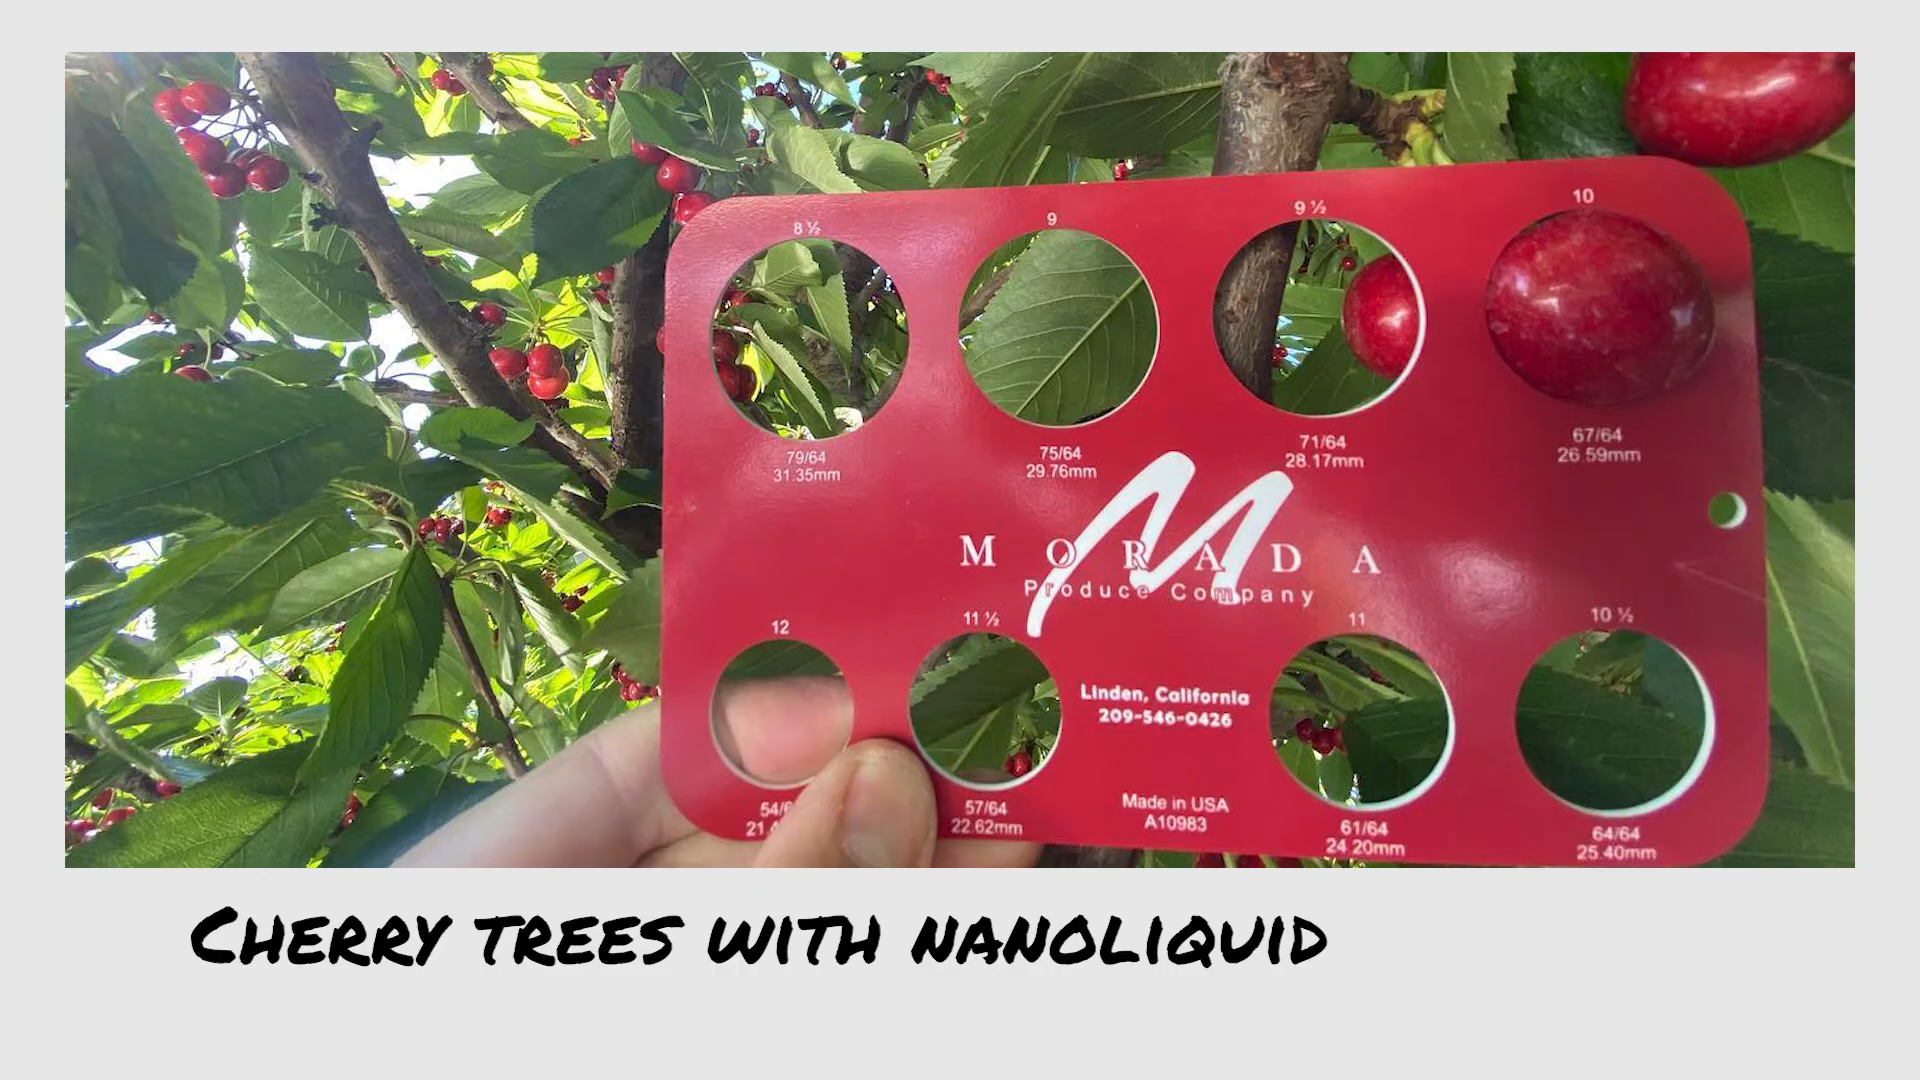 8 ½
9
9 ½
10
79/64
31.35mm
75/64
29.76mm
71/64
28.17mm
67/64
26.59mm
M
MORADA
Produce Company
12
11 ½
11
10 ½
Linden, California
209-546-0426
57/64
22.62mm
Made in USA
A10983
61/64
24.20mm
64/64
25.40mm
CHERRY TREES WITH NANOLIQUID